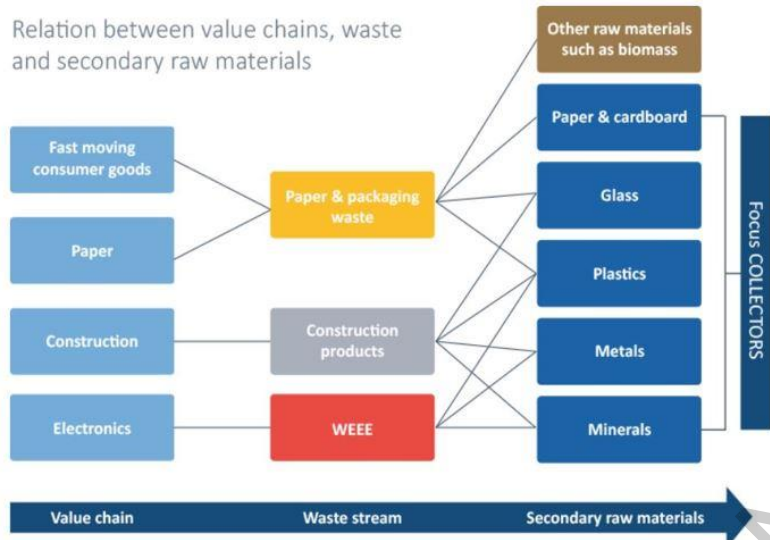 Relation between value chains, waste
and secondary raw materials
Fast moving
consumer goods
Paper
Construction
Electronics
Paper & packaging
waste
Construction
products
WEEE
Other raw materials
such as biomass
Paper & cardboard
Glass
Plastics
Metals
Minerals
Focus COLLECTORS
Value chain
Waste stream
Secondary raw materials